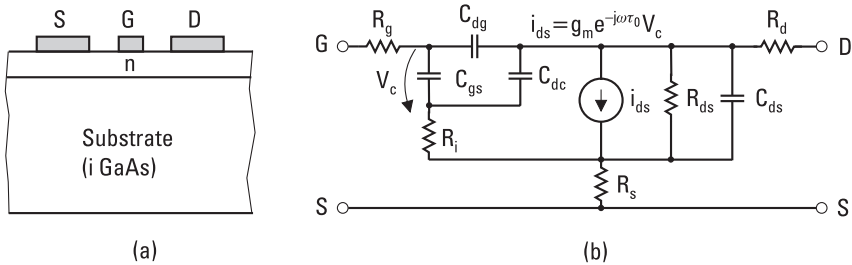 S G D
n
Substrate
(i GaAs)
(a)
G
R_g
C_dg
i_ds=g_m e^{-jωτ_0}V_c
R_d
D
V_c
C_gs
C_dc
i_ds
R_ds
C_ds
R_i
R_s
S
S
(b)